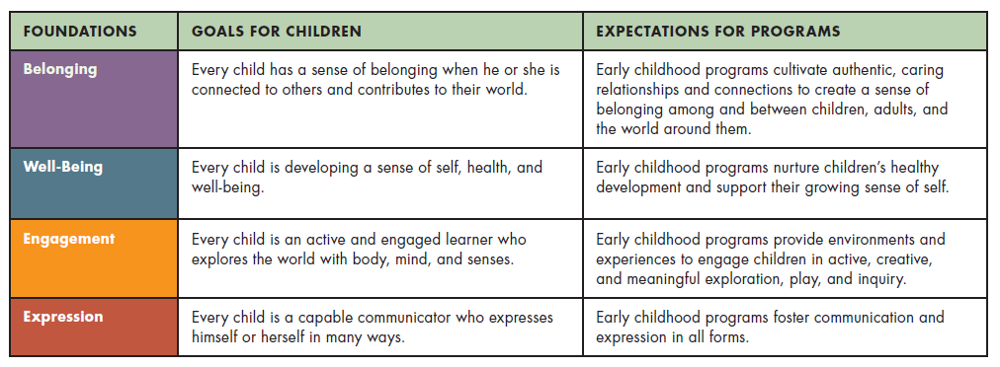 FOUNDATIONS
GOALS FOR CHILDREN
EXPECTATIONS FOR PROGRAMS
Belonging
Every child has a sense of belonging when he or she is
connected to others and contributes to their world.
Early childhood programs cultivate authentic, caring
relationships and connections to create a sense of
belonging among and between children, adults, and
the world around them.
Well-Being
Every child is developing a sense of self, health, and
well-being.
Early childhood programs nurture children’s healthy
development and support their growing sense of self.
Engagement
Every child is an active and engaged learner who
explores the world with body, mind, and senses.
Early childhood programs provide environments and
experiences to engage children in active, creative,
and meaningful exploration, play, and inquiry.
Expression
Every child is a capable communicator who expresses
himself or herself in many ways.
Early childhood programs foster communication and
expression in all forms.